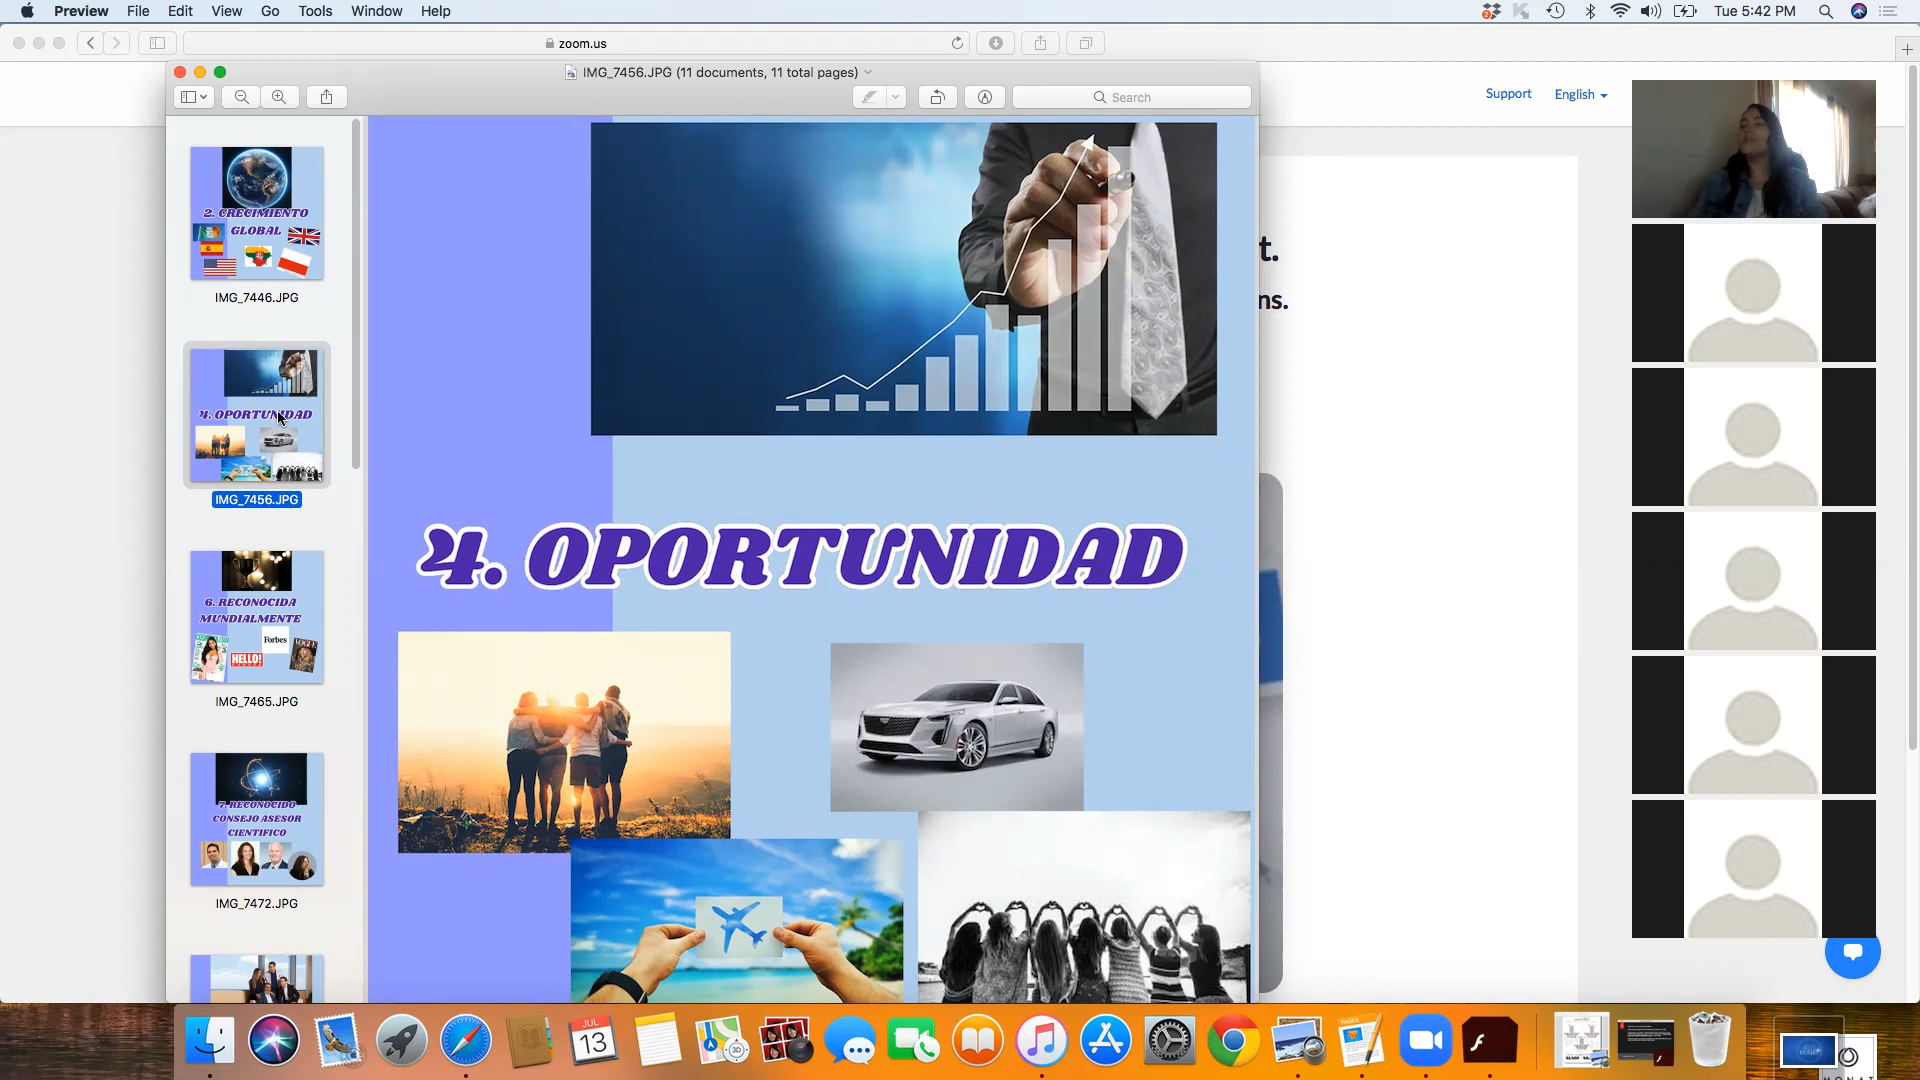 Preview File Edit View Go Tools Window Help
Tue 5:42 PM
zoom.us
IMG_7456.JPG (11 documents, 11 total pages)
Search
Support
English
2. CRECIMIENTO
GLOBAL
IMG_7446.JPG
4. OPORTUNIDAD
IMG_7456.JPG
6. RECONOCIDA
MUNDIALMENTE
Forbes
HELLO!
IMG_7465.JPG
7. RECONOCIDO
CONSEJO ASESOR
CIENTIFICO
IMG_7472.JPG
4. OPORTUNIDAD
t.
ns.
JUL
13
3D
PAGES